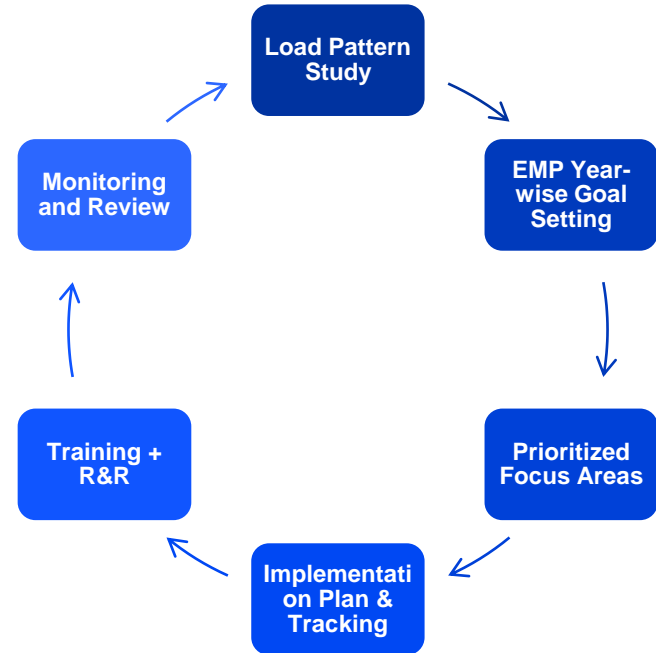 Load Pattern
Study
EMP Year-
wise Goal
Setting
Prioritized
Focus Areas
Implementati
on Plan &
Tracking
Training +
R&R
Monitoring
and Review